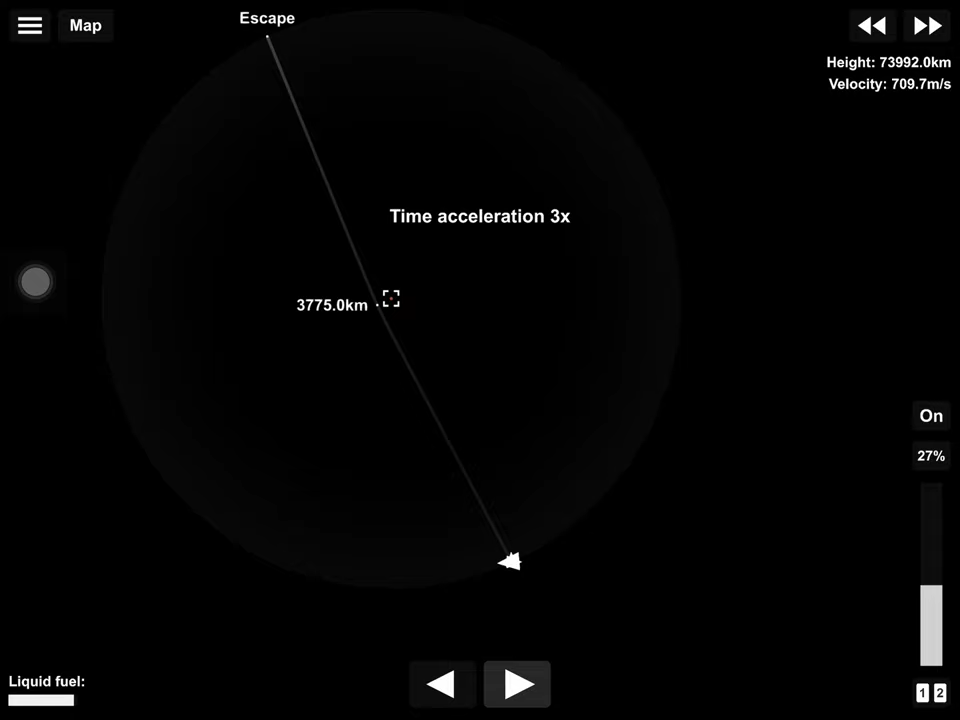 Escape
Map
Height: 73992.0km
Velocity: 709.7m/s
Time acceleration 3x
3775.0km
On
27%
Liquid fuel:
1 2